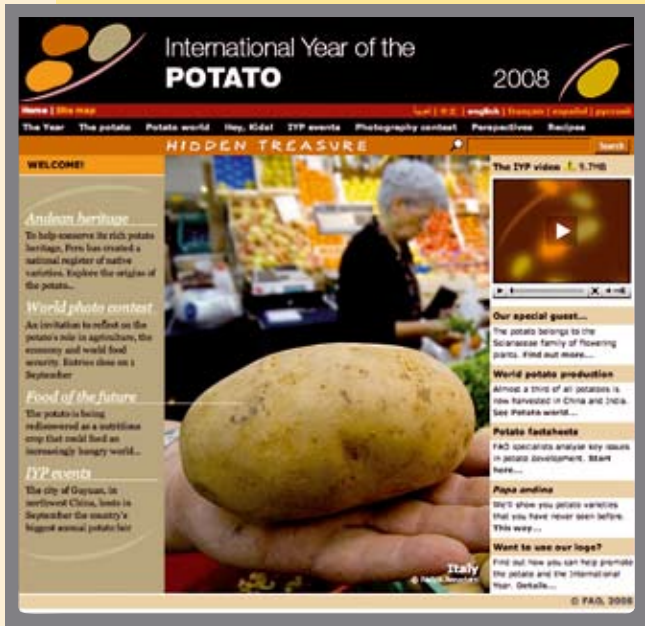 International Year of the
POTATO 2008
Home | Site map
english | français | español | русский
The Year The potato Potato world Hey, Kids! IYP events Photography contest Perspectives Recipes
HIDDEN TREASURE
Search
WELCOME!
Andean heritage
To help conserve its rich potato
heritage, Peru has created a
national register of native
varieties. Explore the origins of
the potato...
World photo contest
An invitation to reflect on the
potato's role in agriculture, the
economy and world food
security. Entries close on 1
September
Food of the future
The potato is being
rediscovered as a nutritious
crop that could feed an
increasingly hungry world...
IYP events
The city of Guyuan, in
northwest China, hosts in
September the country's
biggest annual potato fair
Italy
The IYP video 9.7MB
Our special guest...
The potato belongs to the
Solanaceae family of flowering
plants. Find out more...
World potato production
Almost a third of all potatoes is
now harvested in China and India.
See Potato world...
Potato factsheets
FAO specialists analyse key issues
in potato development. Start
here...
Papa andina
We'll show you potato varieties
that you have never seen before.
This way...
Want to use our logo?
Find out how you can help promote
the potato and the International
Year. Details...
© FAO, 2008